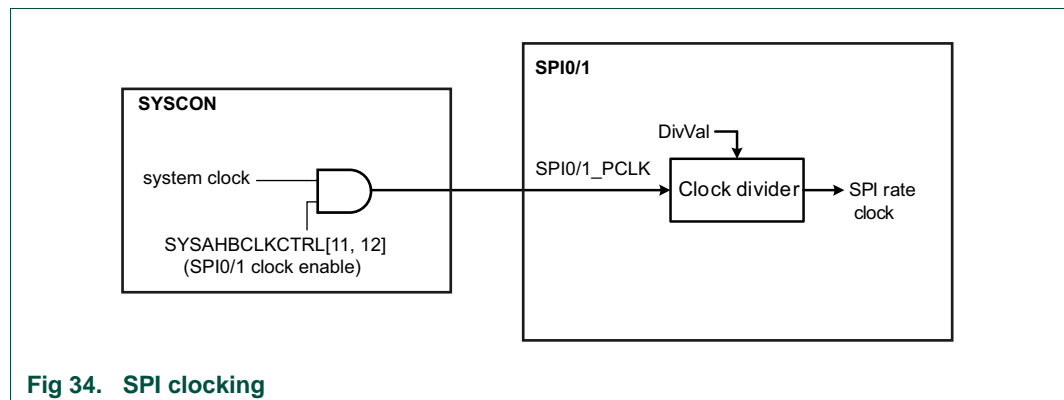 SPI0/1
SYSCON
DivVal
system clock
SPI0/1_PCLK
Clock divider
SPI rate
clock
SYSAHBCLKCTRL[11, 12]
(SPI0/1 clock enable)
Fig 34. SPI clocking